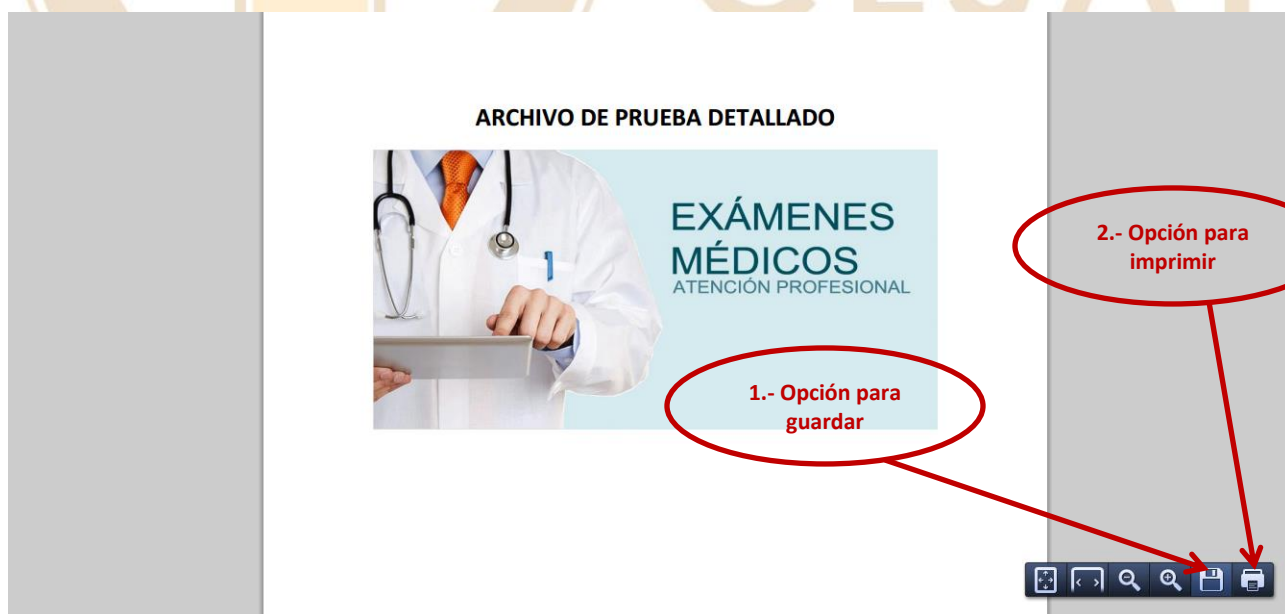 ARCHIVO DE PRUEBA DETALLADO
EXÁMENES
MÉDICOS
ATENCIÓN PROFESIONAL
2.- Opción para
imprimir
1.- Opción para
guardar